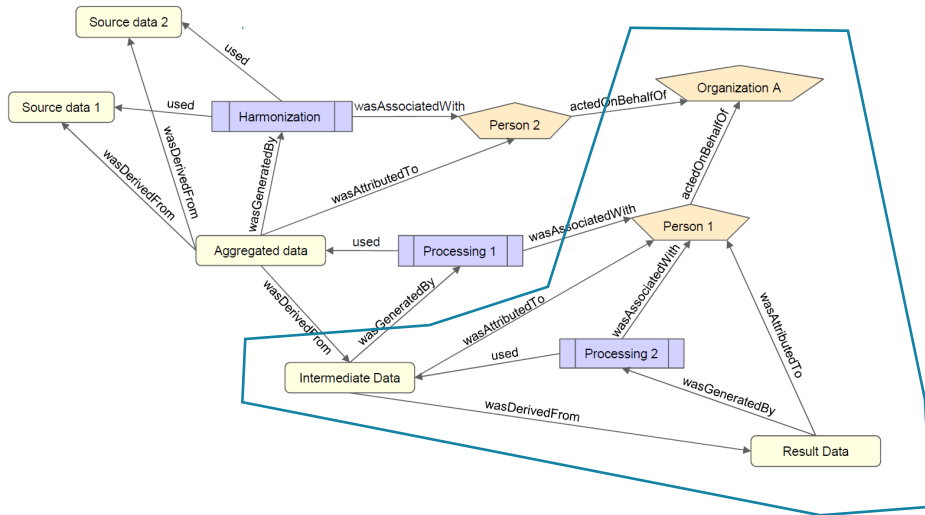 Source data 2
used
Source data 1
used
Harmonization
wasAssociatedWith
Person 2
actedOnBehalfOf
Organization A
wasDerivedFrom
wasDerivedFrom
wasGeneratedBy
wasAttributedTo
actedOnBehalfOf
Aggregated data
used
Processing 1
wasAssociatedWith
Person 1
wasDerivedFrom
wasGeneratedBy
wasAttributedTo
wasAssociatedWith
wasAttributedTo
Intermediate Data
used
Processing 2
wasGeneratedBy
wasDerivedFrom
Result Data